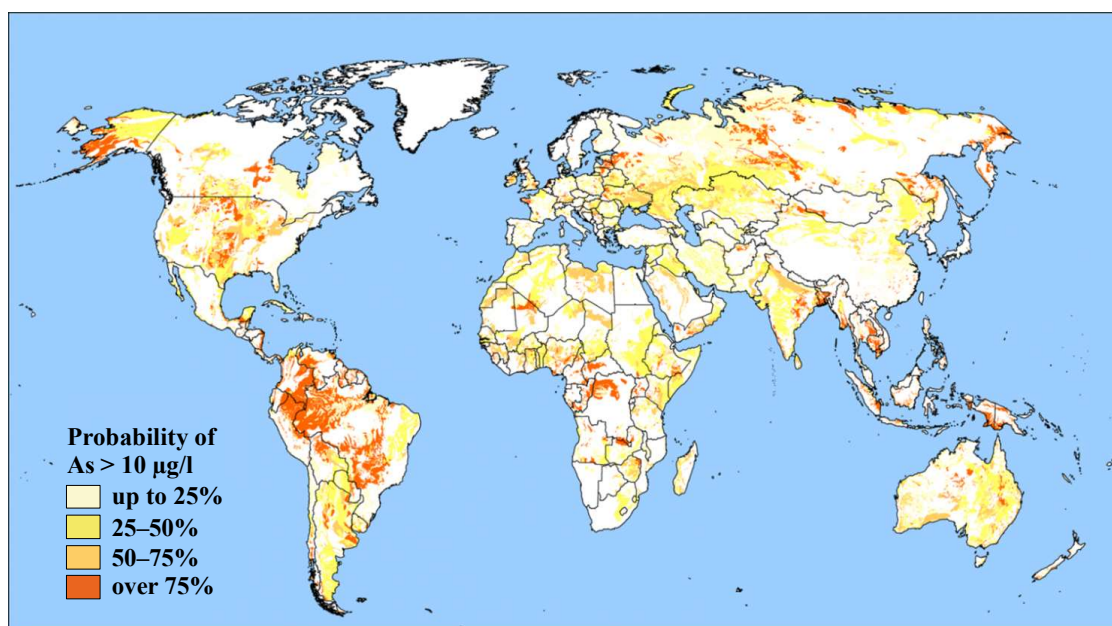 Probability of
As > 10 μg/l
up to 25%
25–50%
50–75%
over 75%